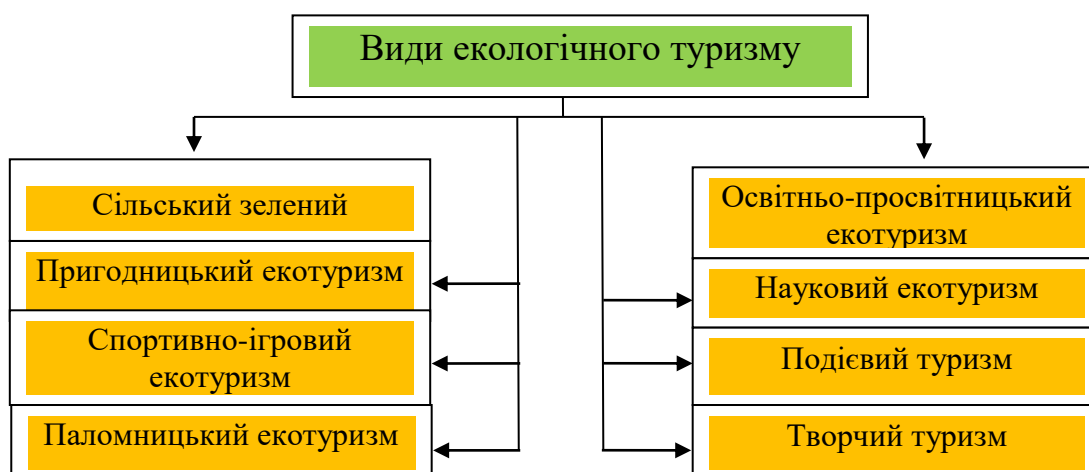 Види екологічного туризму
Сільський зелений
Пригодницький екотуризм
Спортивно-ігровий
екотуризм
Паломницький екотуризм
Освітньо-просвітницький
екотуризм
Науковий екотуризм
Подієвий туризм
Творчий туризм